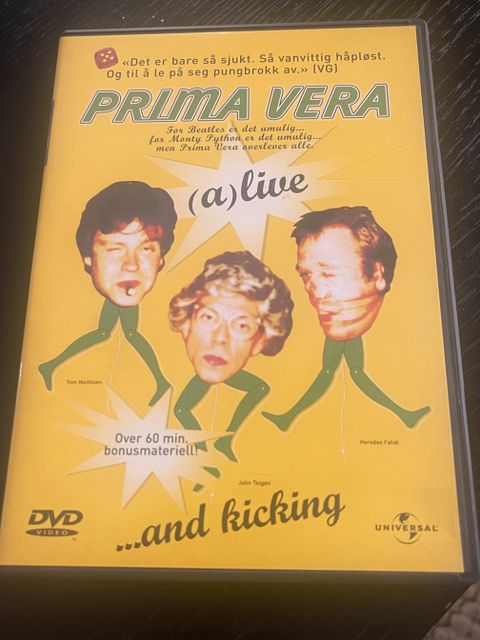 «Det er bare så sjukt. Så vanvittig håpløst.
Og til å le på seg pungbrokk av.» (VG)
PRIMA VERA
For Beatles er det umulig...
for Monty Python er det umulig...
men Prima Vera overlever alle.
(a)live
Tom Mathisen
Herodes Falsk
Over 60 min.
bonusmateriell!
John Teigen
...and kicking
DVD
VIDEO
UNIVERSAL